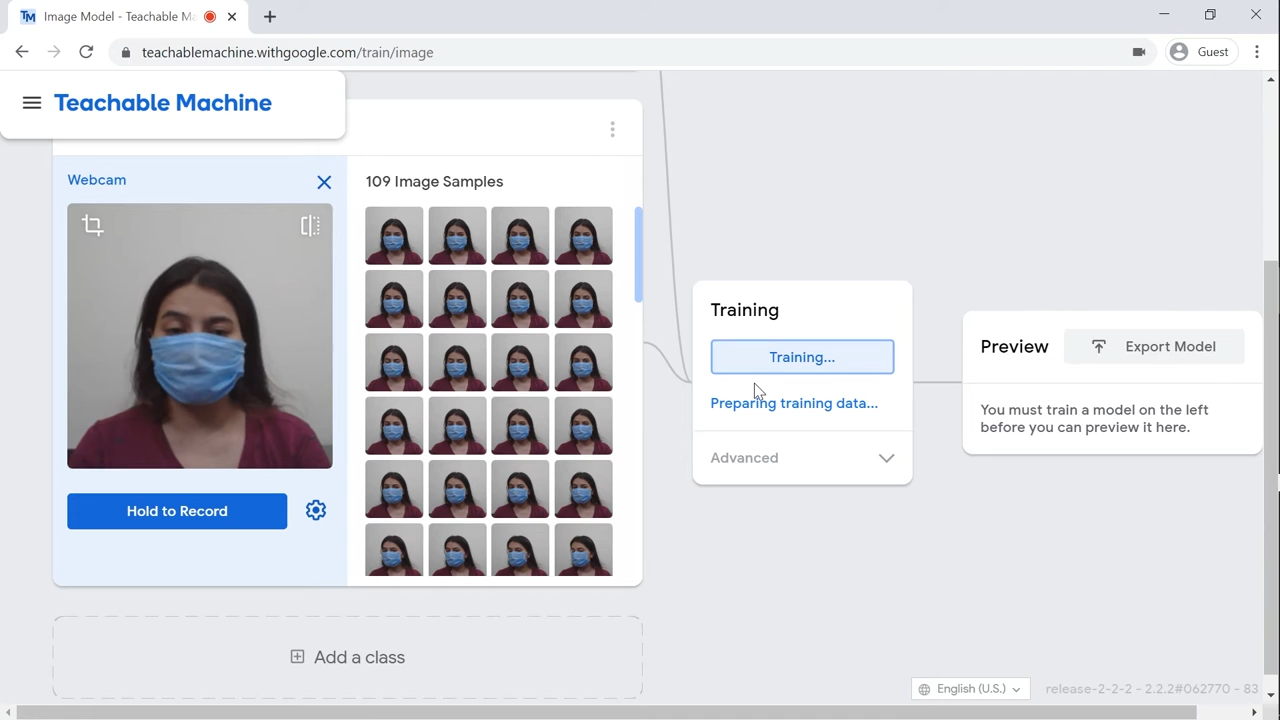 Image Model - Teachable Ma
Guest
teachablemachine.withgoogle.com/train/image
Teachable Machine
Webcam
109 Image Samples
Hold to Record
Training
Training...
Preparing training data...
Advanced
Preview
Export Model
You must train a model on the left
before you can preview it here.
Add a class
English (U.S.)
release-2-2-2 - 2.2.2#062770 - 83